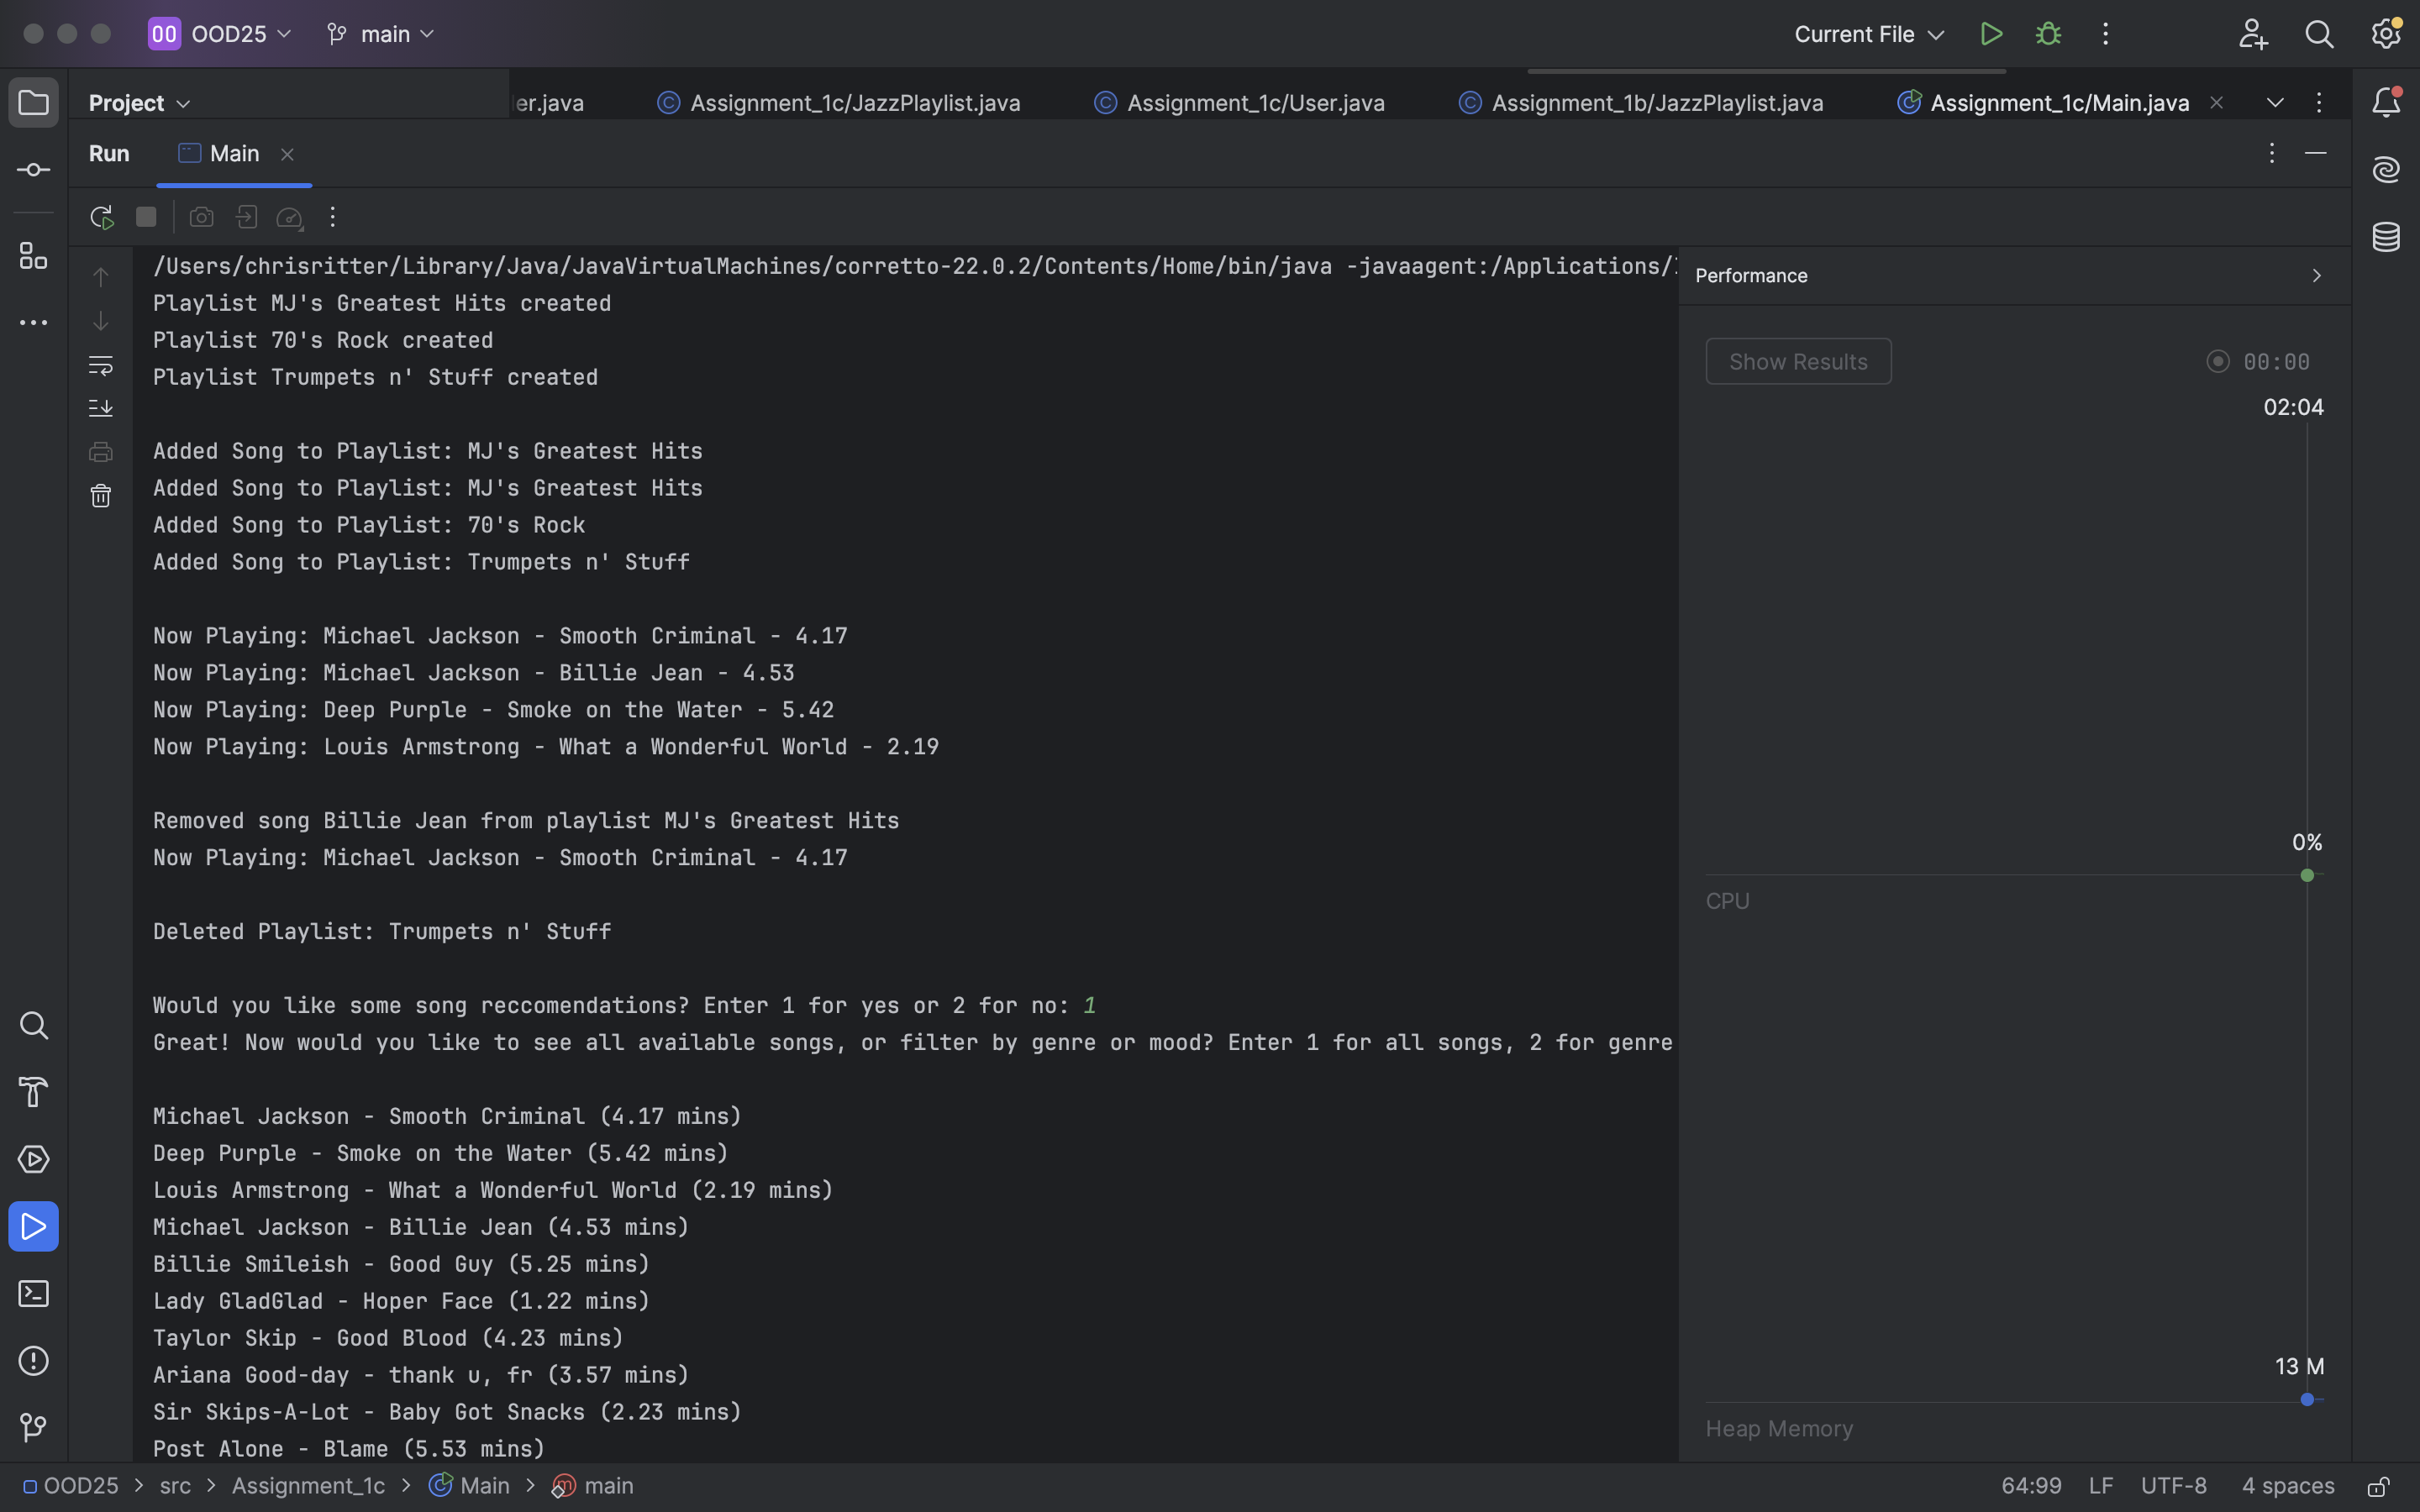 OO OOD25 main Current File
Project er.java Assignment_1c/JazzPlaylist.java Assignment_1c/User.java Assignment_1b/JazzPlaylist.java Assignment_1c/Main.java
Run Main
/Users/chrisritter/Library/Java/JavaVirtualMachines/corretto-22.0.2/Contents/Home/bin/java -javaagent:/Applications/
Performance
Playlist MJ's Greatest Hits created
Playlist 70's Rock created
Show Results 00:00
Playlist Trumpets n' Stuff created
02:04
Added Song to Playlist: MJ's Greatest Hits
Added Song to Playlist: MJ's Greatest Hits
Added Song to Playlist: 70's Rock
Added Song to Playlist: Trumpets n' Stuff
Now Playing: Michael Jackson - Smooth Criminal - 4.17
Now Playing: Michael Jackson - Billie Jean - 4.53
Now Playing: Deep Purple - Smoke on the Water - 5.42
Now Playing: Louis Armstrong - What a Wonderful World - 2.19
Removed song Billie Jean from playlist MJ's Greatest Hits
0%
Now Playing: Michael Jackson - Smooth Criminal - 4.17
CPU
Deleted Playlist: Trumpets n' Stuff
Would you like some song reccomendations? Enter 1 for yes or 2 for no: 1
Great! Now would you like to see all available songs, or filter by genre or mood? Enter 1 for all songs, 2 for genre
Michael Jackson - Smooth Criminal (4.17 mins)
Deep Purple - Smoke on the Water (5.42 mins)
Louis Armstrong - What a Wonderful World (2.19 mins)
Michael Jackson - Billie Jean (4.53 mins)
Billie Smileish - Good Guy (5.25 mins)
Lady GladGlad - Hoper Face (1.22 mins)
Taylor Skip - Good Blood (4.23 mins)
13 M
Ariana Good-day - thank u, fr (3.57 mins)
Sir Skips-A-Lot - Baby Got Snacks (2.23 mins)
Heap Memory
Post Alone - Blame (5.53 mins)
OOD25 > src > Assignment_1c > Main > main 64:99 LF UTF-8 4 spaces